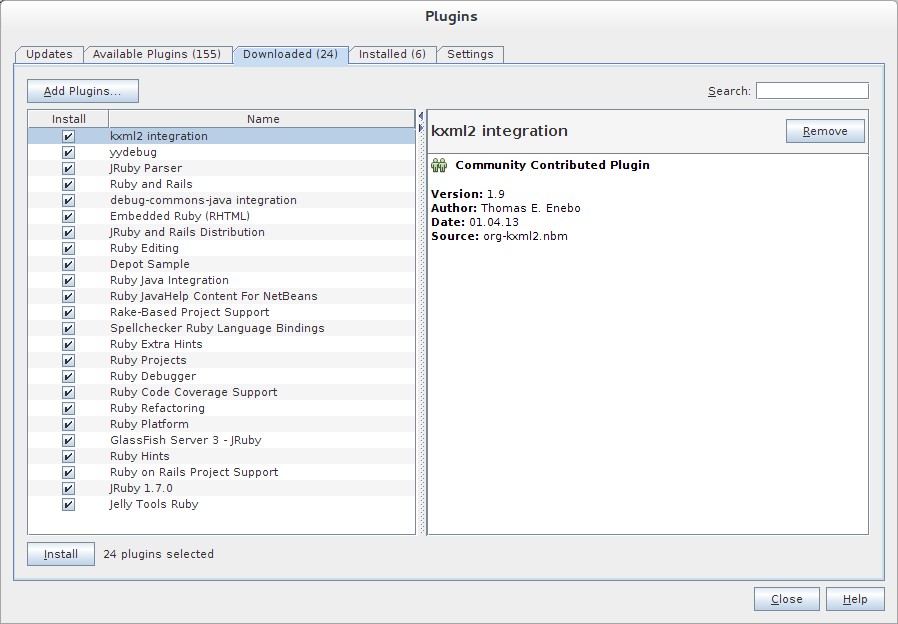 Plugins
Updates Available Plugins (155) Downloaded (24) Installed (6) Settings
Add Plugins... Search:
Install Name
kxml2 integration
yydebug
JRuby Parser
Ruby and Rails
debug-commons-java integration
Embedded Ruby (RHTML)
JRuby and Rails Distribution
Ruby Editing
Depot Sample
Ruby Java Integration
Ruby JavaHelp Content For NetBeans
Rake-Based Project Support
Spellchecker Ruby Language Bindings
Ruby Extra Hints
Ruby Projects
Ruby Debugger
Ruby Code Coverage Support
Ruby Refactoring
Ruby Platform
GlassFish Server 3 - JRuby
Ruby Hints
Ruby on Rails Project Support
JRuby 1.7.0
Jelly Tools Ruby
kxml2 integration Remove
Community Contributed Plugin
Version: 1.9
Author: Thomas E. Enebo
Date: 01.04.13
Source: org-kxml2.nbm
Install 24 plugins selected
Close Help